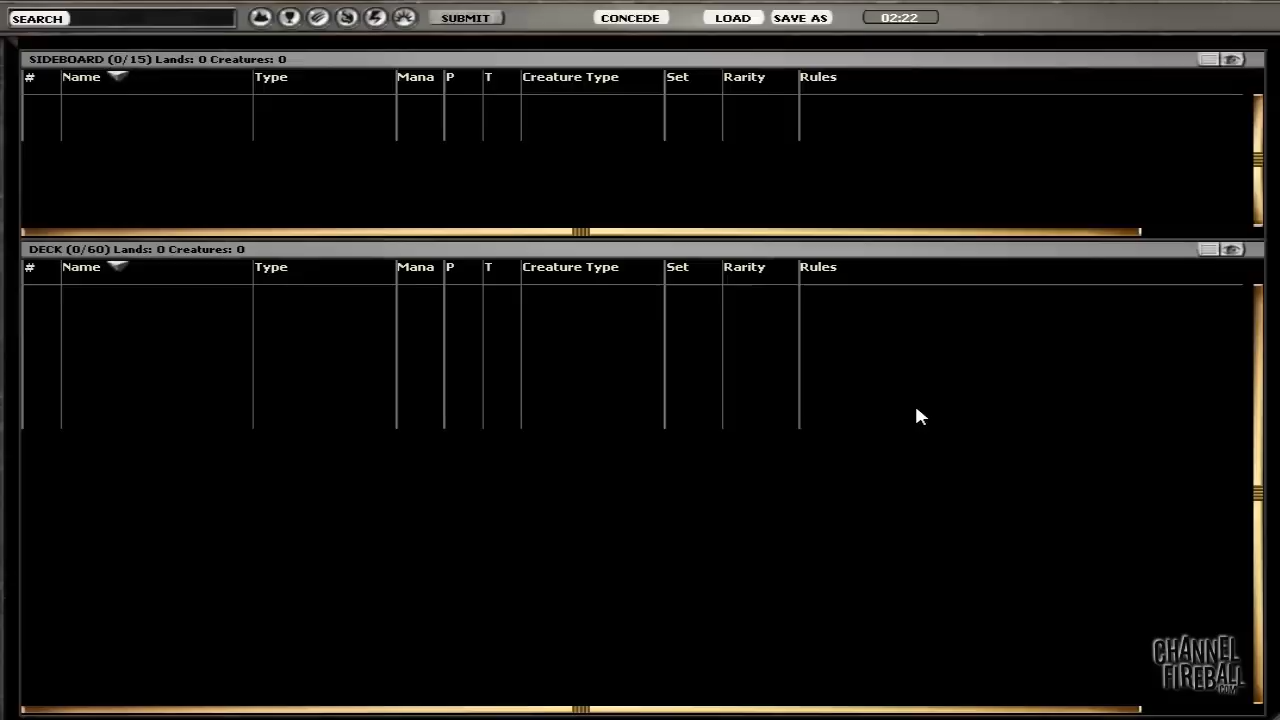 SEARCH SUBMIT CONCEDE LOAD SAVE AS 02:22
SIDEBOARD (0/15) Lands: 0 Creatures: 0
# Name Type Mana P T Creature Type Set Rarity Rules
DECK (0/60) Lands: 0 Creatures: 0
# Name Type Mana P T Creature Type Set Rarity Rules
CHANNEL
FIREBALL
.COM